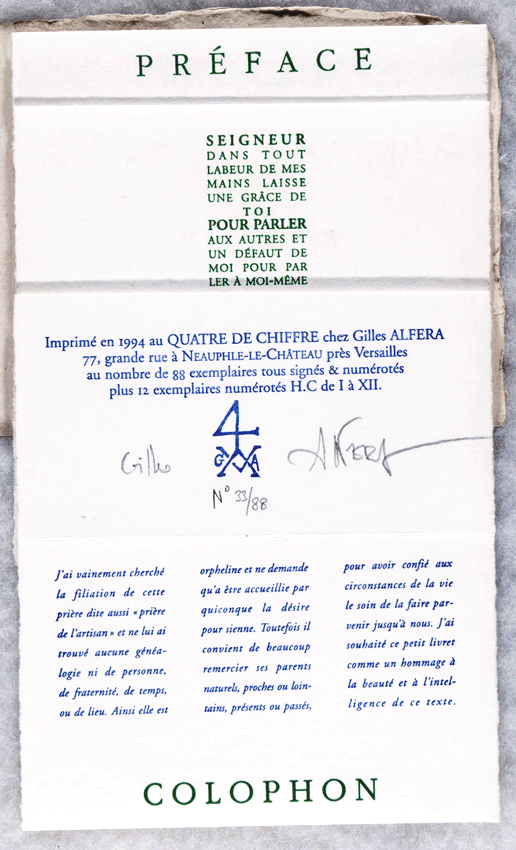 PRÉFACE
SEIGNEUR
DANS TOUT
LABEUR DE MES
MAINS LAISSE
UNE GRÂCE DE
TOI
POUR PARLER
AUX AUTRES ET
UN DÉFAUT DE
MOI POUR PAR
LER À MOI-MÊME
Imprimé en 1994 au QUATRE DE CHIFFRE chez Gilles ALFERA
77, grande rue à NEAUPHLE-LE-CHÂTEAU près Versailles
au nombre de 88 exemplaires tous signés & numérotés
plus 12 exemplaires numérotés H.C de I à XII.
4
G A
Gilles ALFERA
N° 33/88
J'ai vainement cherché
la filiation de cette
prière dite aussi « prière
de l'artisan » et ne lui ai
trouvé aucune généa-
logie ni de personne,
de fraternité, de temps,
ou de lieu. Ainsi elle est
orpheline et ne demande
qu'a être accueillie par
quiconque la désire
pour sienne. Toutefois il
convient de beaucoup
remercier ses parents
naturels, proches ou loin-
tains, présents ou passés,
pour avoir confié aux
circonstances de la vie
le soin de la faire par-
venir jusqu'à nous. J'ai
souhaité ce petit livret
comme un hommage à
la beauté et à l'intel-
ligence de ce texte.
COLOPHON